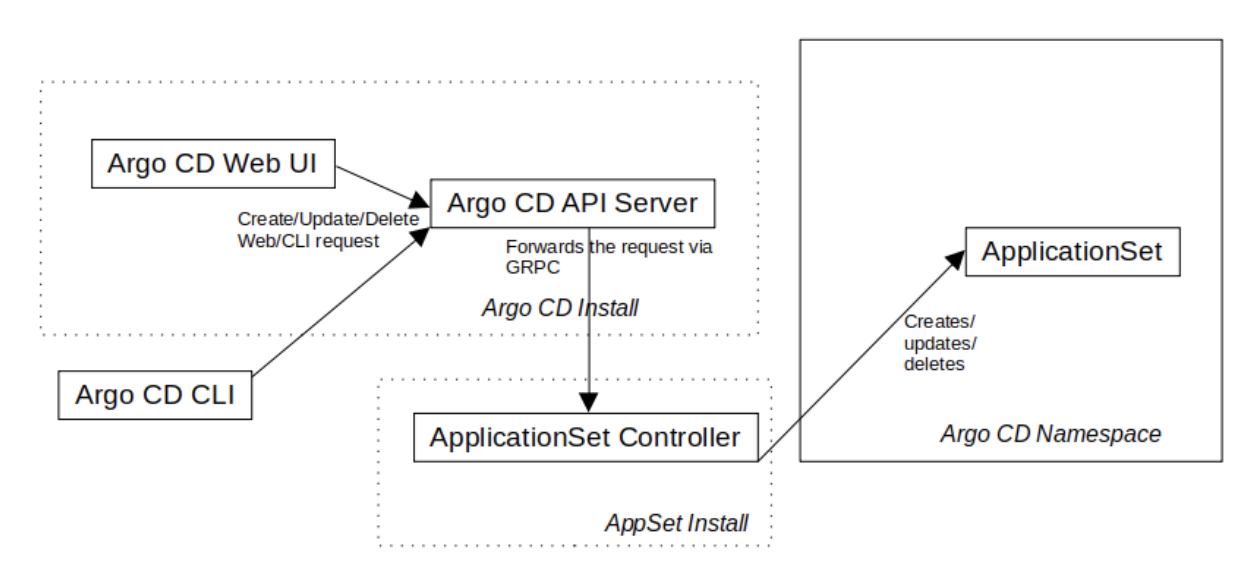 Argo CD Web UI
Argo CD API Server
Create/Update/Delete
Web/CLI request
Forwards the request via
GRPC
Argo CD Install
ApplicationSet
Creates/
updates/
deletes
Argo CD CLI
ApplicationSet Controller
Argo CD Namespace
AppSet Install